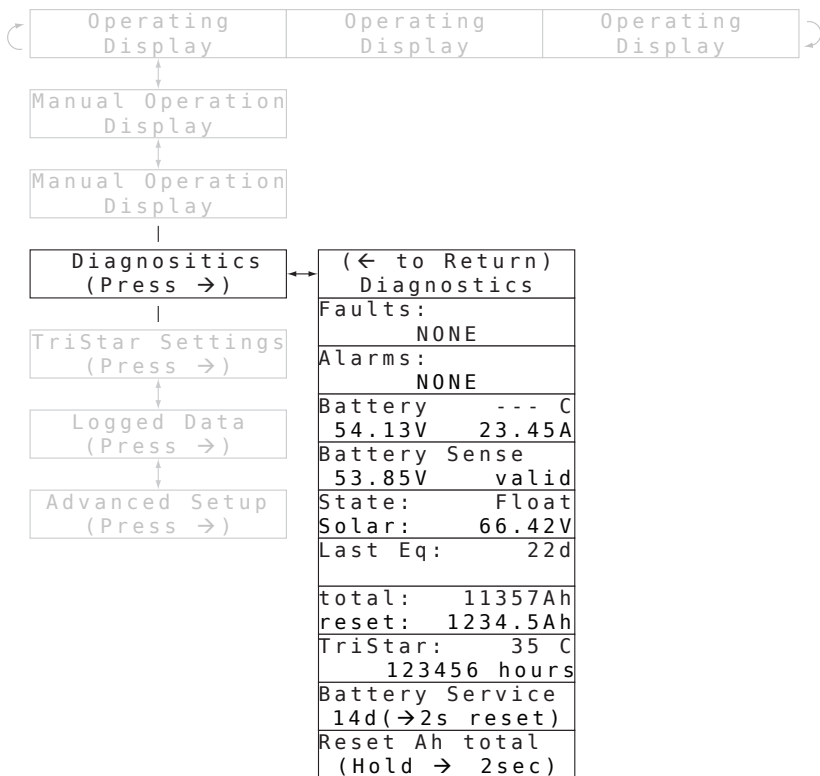 Operating Display
Operating Display
Operating Display
Manual Operation
Display
Manual Operation
Display
Diagnositics
(Press →)
TriStar Settings
(Press →)
Logged Data
(Press →)
Advanced Setup
(Press →)
(← to Return)
Diagnostics
Faults:
NONE
Alarms:
NONE
Battery --- C
54.13V 23.45A
Battery Sense
53.85V valid
State: Float
Solar: 66.42V
Last Eq: 22d
total: 11357Ah
reset: 1234.5Ah
TriStar: 35 C
123456 hours
Battery Service
14d(→2s reset)
Reset Ah total
(Hold → 2sec)